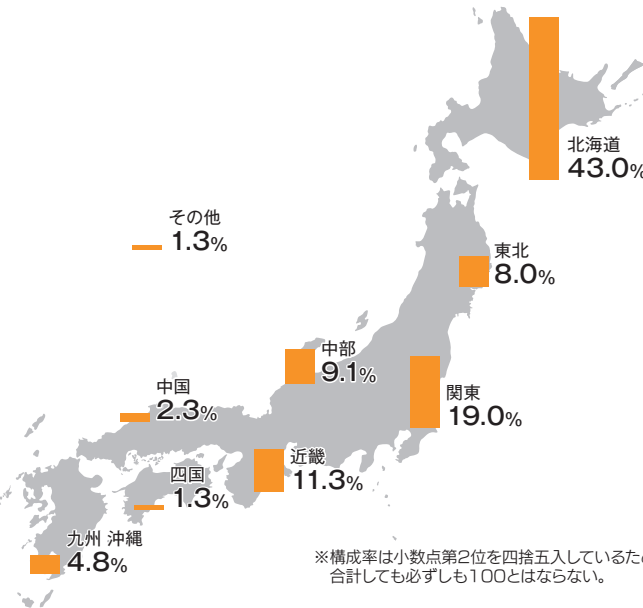 北海道
43.0%
その他
1.3%
東北
8.0%
中部
9.1%
中国
2.3%
関東
19.0%
近畿
11.3%
四国
1.3%
九州 沖縄
4.8%
※構成率は小数点第2位を四捨五入しているため
合計しても必ずしも100とはならない。